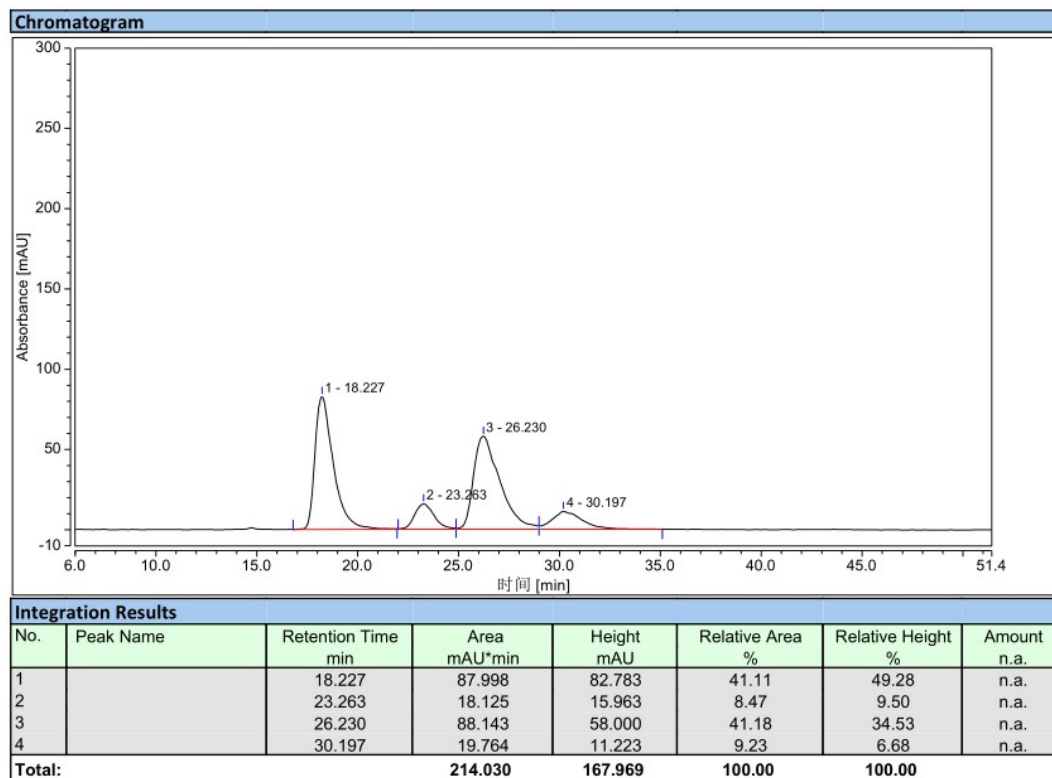 Chromatogram
300
250
200
150
100
50
-10
Absorbance [mAU]
1 - 18.227
2 - 23.263
3 - 26.230
4 - 30.197
6.0 10.0 15.0 20.0 25.0 30.0 35.0 40.0 45.0 51.4
时间 [min]
Integration Results
No. Peak Name Retention Time Area Height Relative Area Relative Height Amount
min mAU*min mAU % % n.a.
1 18.227 87.998 82.783 41.11 49.28 n.a.
2 23.263 18.125 15.963 8.47 9.50 n.a.
3 26.230 88.143 58.000 41.18 34.53 n.a.
4 30.197 19.764 11.223 9.23 6.68 n.a.
Total: 214.030 167.969 100.00 100.00